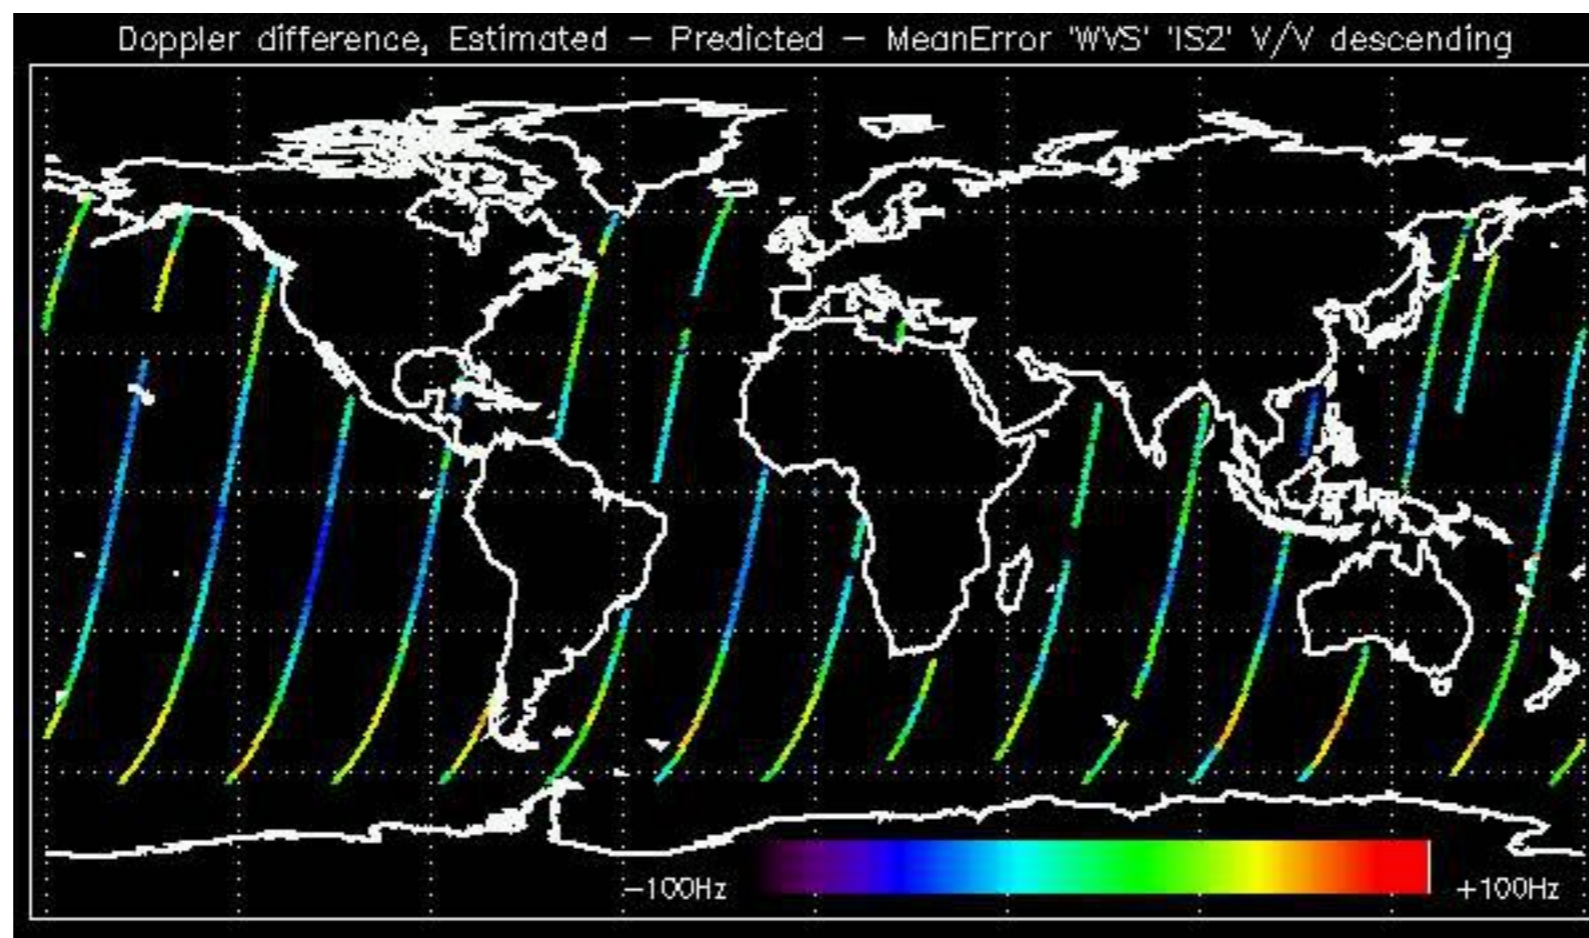 Doppler difference, Estimated – Predicted – MeanError 'WVS' 'IS2' V/V descending
−100Hz
+100Hz